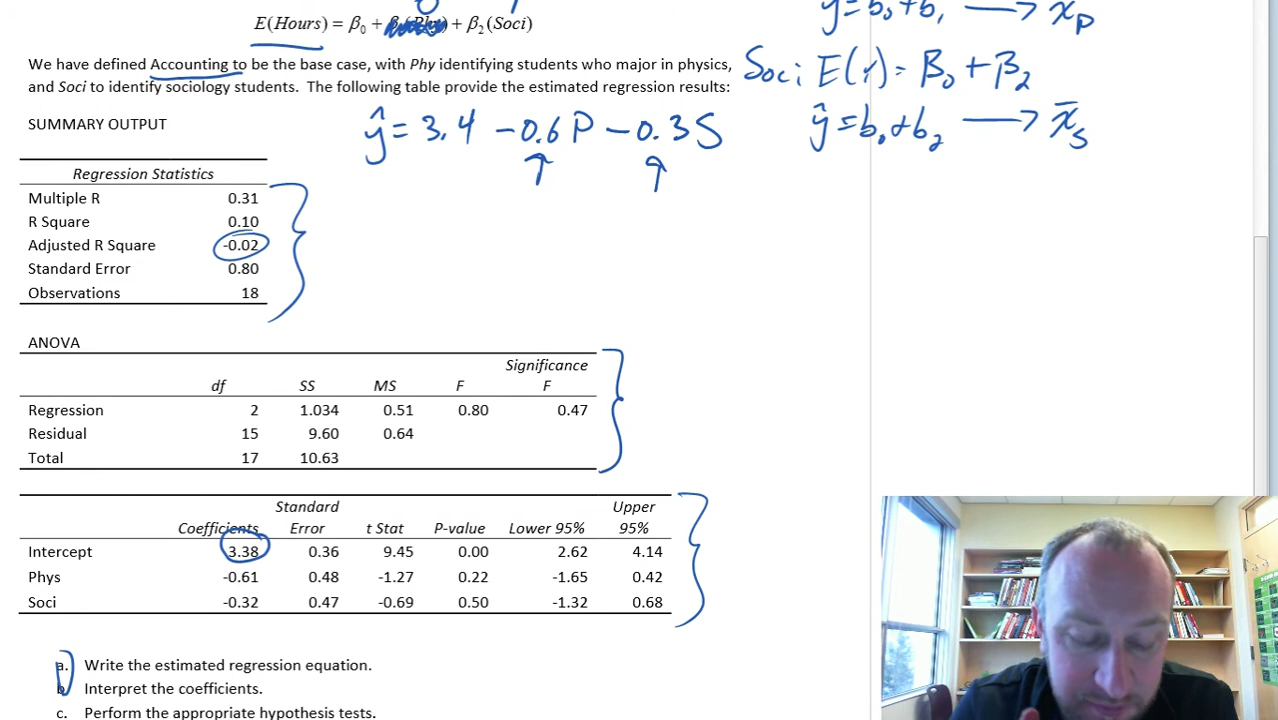 ŷ = b₀ + b₁ → x̄P
E(Hours) = β₀ + β₁(Phy) + β₂(Soci)
We have defined Accounting to be the base case, with Phy identifying students who major in physics,
and Soci to identify sociology students. The following table provide the estimated regression results:
Soci E(Y) = β₀ + β₂
ŷ = b₀ + b₂ → x̄s
SUMMARY OUTPUT
ŷ = 3.4 - 0.6 P - 0.3 S
Regression Statistics
Multiple R 0.31
R Square 0.10
Adjusted R Square -0.02
Standard Error 0.80
Observations 18
ANOVA
Significance
df SS MS F F
Regression 2 1.034 0.51 0.80 0.47
Residual 15 9.60 0.64
Total 17 10.63
Standard Upper
Coefficients Error t Stat P-value Lower 95% 95%
Intercept 3.38 0.36 9.45 0.00 2.62 4.14
Phys -0.61 0.48 -1.27 0.22 -1.65 0.42
Soci -0.32 0.47 -0.69 0.50 -1.32 0.68
a. Write the estimated regression equation.
b. Interpret the coefficients.
c. Perform the appropriate hypothesis tests.